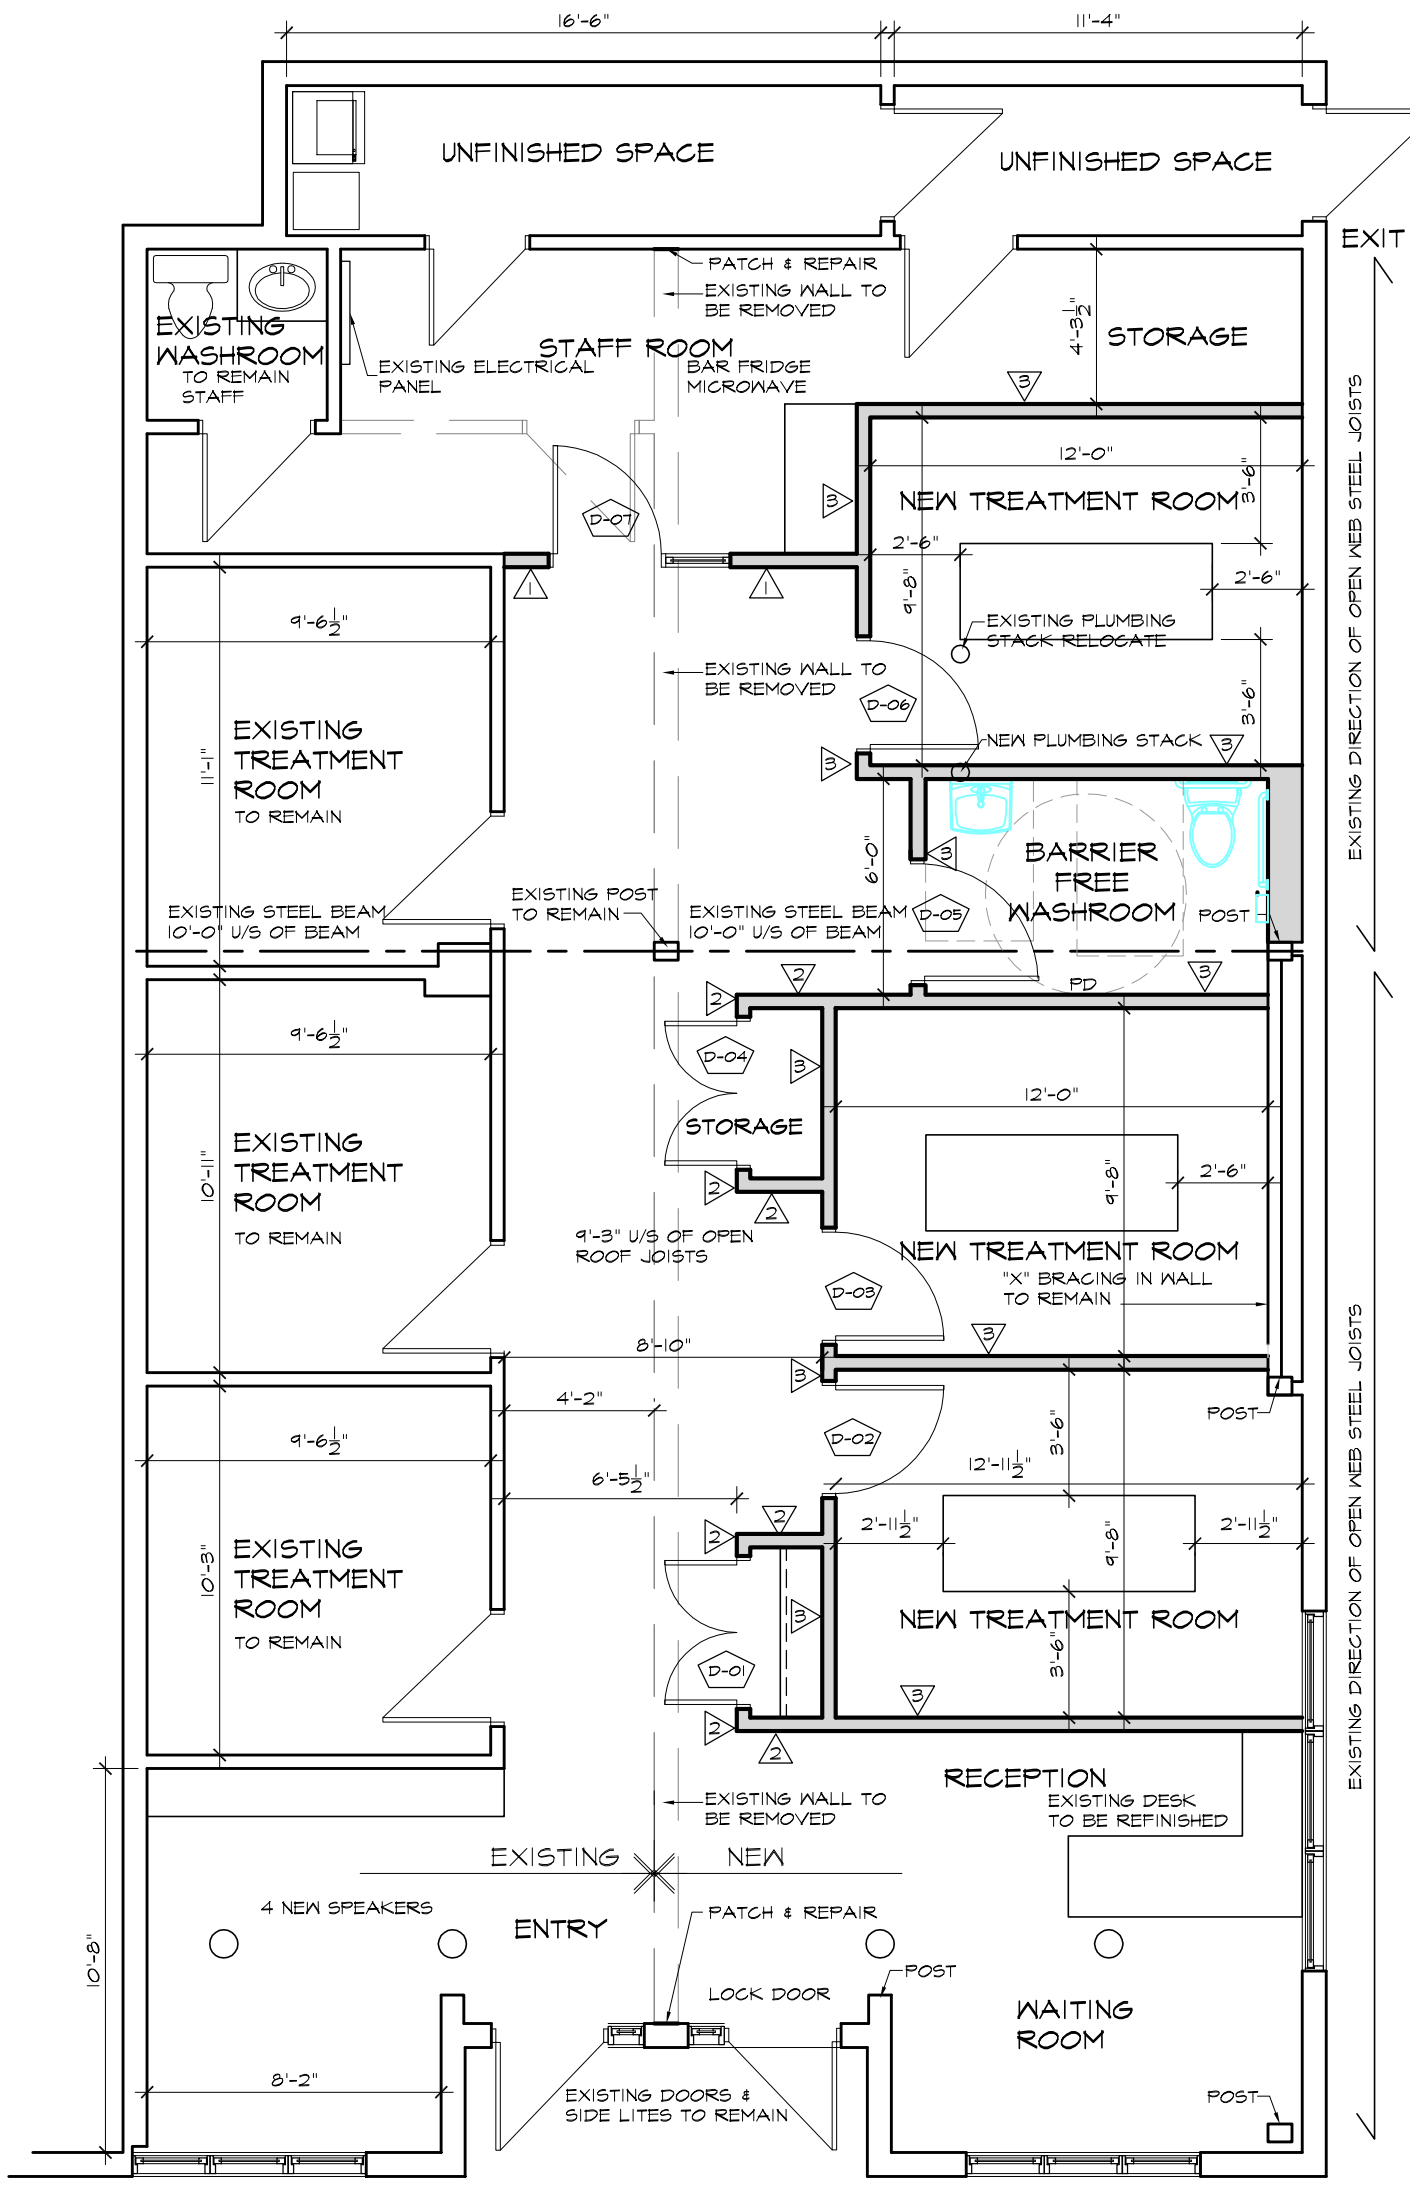 16'-6"
11'-4"
UNFINISHED SPACE
UNFINISHED SPACE
EXIT
PATCH & REPAIR
EXISTING WALL TO
BE REMOVED
EXISTING
WASHROOM
TO REMAIN
STAFF
EXISTING ELECTRICAL
PANEL
STAFF ROOM
BAR FRIDGE
MICROWAVE
4'-3½"
STORAGE
3
EXISTING DIRECTION OF OPEN WEB STEEL JOISTS
12'-0"
3'-6"
NEW TREATMENT ROOM
3
D-07
2'-6"
9'-8"
2'-6"
1
1
9'-6½"
EXISTING PLUMBING
STACK RELOCATE
EXISTING WALL TO
BE REMOVED
D-06
3'-6"
EXISTING
TREATMENT
ROOM
TO REMAIN
11'-11"
NEW PLUMBING STACK
3
3
6'-0"
3
BARRIER
FREE
WASHROOM
EXISTING POST
TO REMAIN
EXISTING STEEL BEAM
10'-0" U/S OF BEAM
EXISTING STEEL BEAM
10'-0" U/S OF BEAM
D-05
POST
PD
2
2
3
9'-6½"
D-04
3
12'-0"
STORAGE
EXISTING
TREATMENT
ROOM
TO REMAIN
10'-11"
9'-8"
2'-6"
2
2
9'-3" U/S OF OPEN
ROOF JOISTS
NEW TREATMENT ROOM
"X" BRACING IN WALL
TO REMAIN
D-03
3
8'-10"
3
4'-2"
POST
EXISTING DIRECTION OF OPEN WEB STEEL JOISTS
9'-6½"
D-02
3'-6"
12'-11½"
6'-5½"
2
2
2'-11½"
9'-8"
2'-11½"
EXISTING
TREATMENT
ROOM
TO REMAIN
10'-3"
3
NEW TREATMENT ROOM
D-01
3'-6"
3
2
2
RECEPTION
EXISTING DESK
TO BE REFINISHED
EXISTING WALL TO
BE REMOVED
EXISTING
NEW
4 NEW SPEAKERS
ENTRY
PATCH & REPAIR
10'-8"
POST
LOCK DOOR
WAITING
ROOM
8'-2"
EXISTING DOORS &
SIDE LITES TO REMAIN
POST